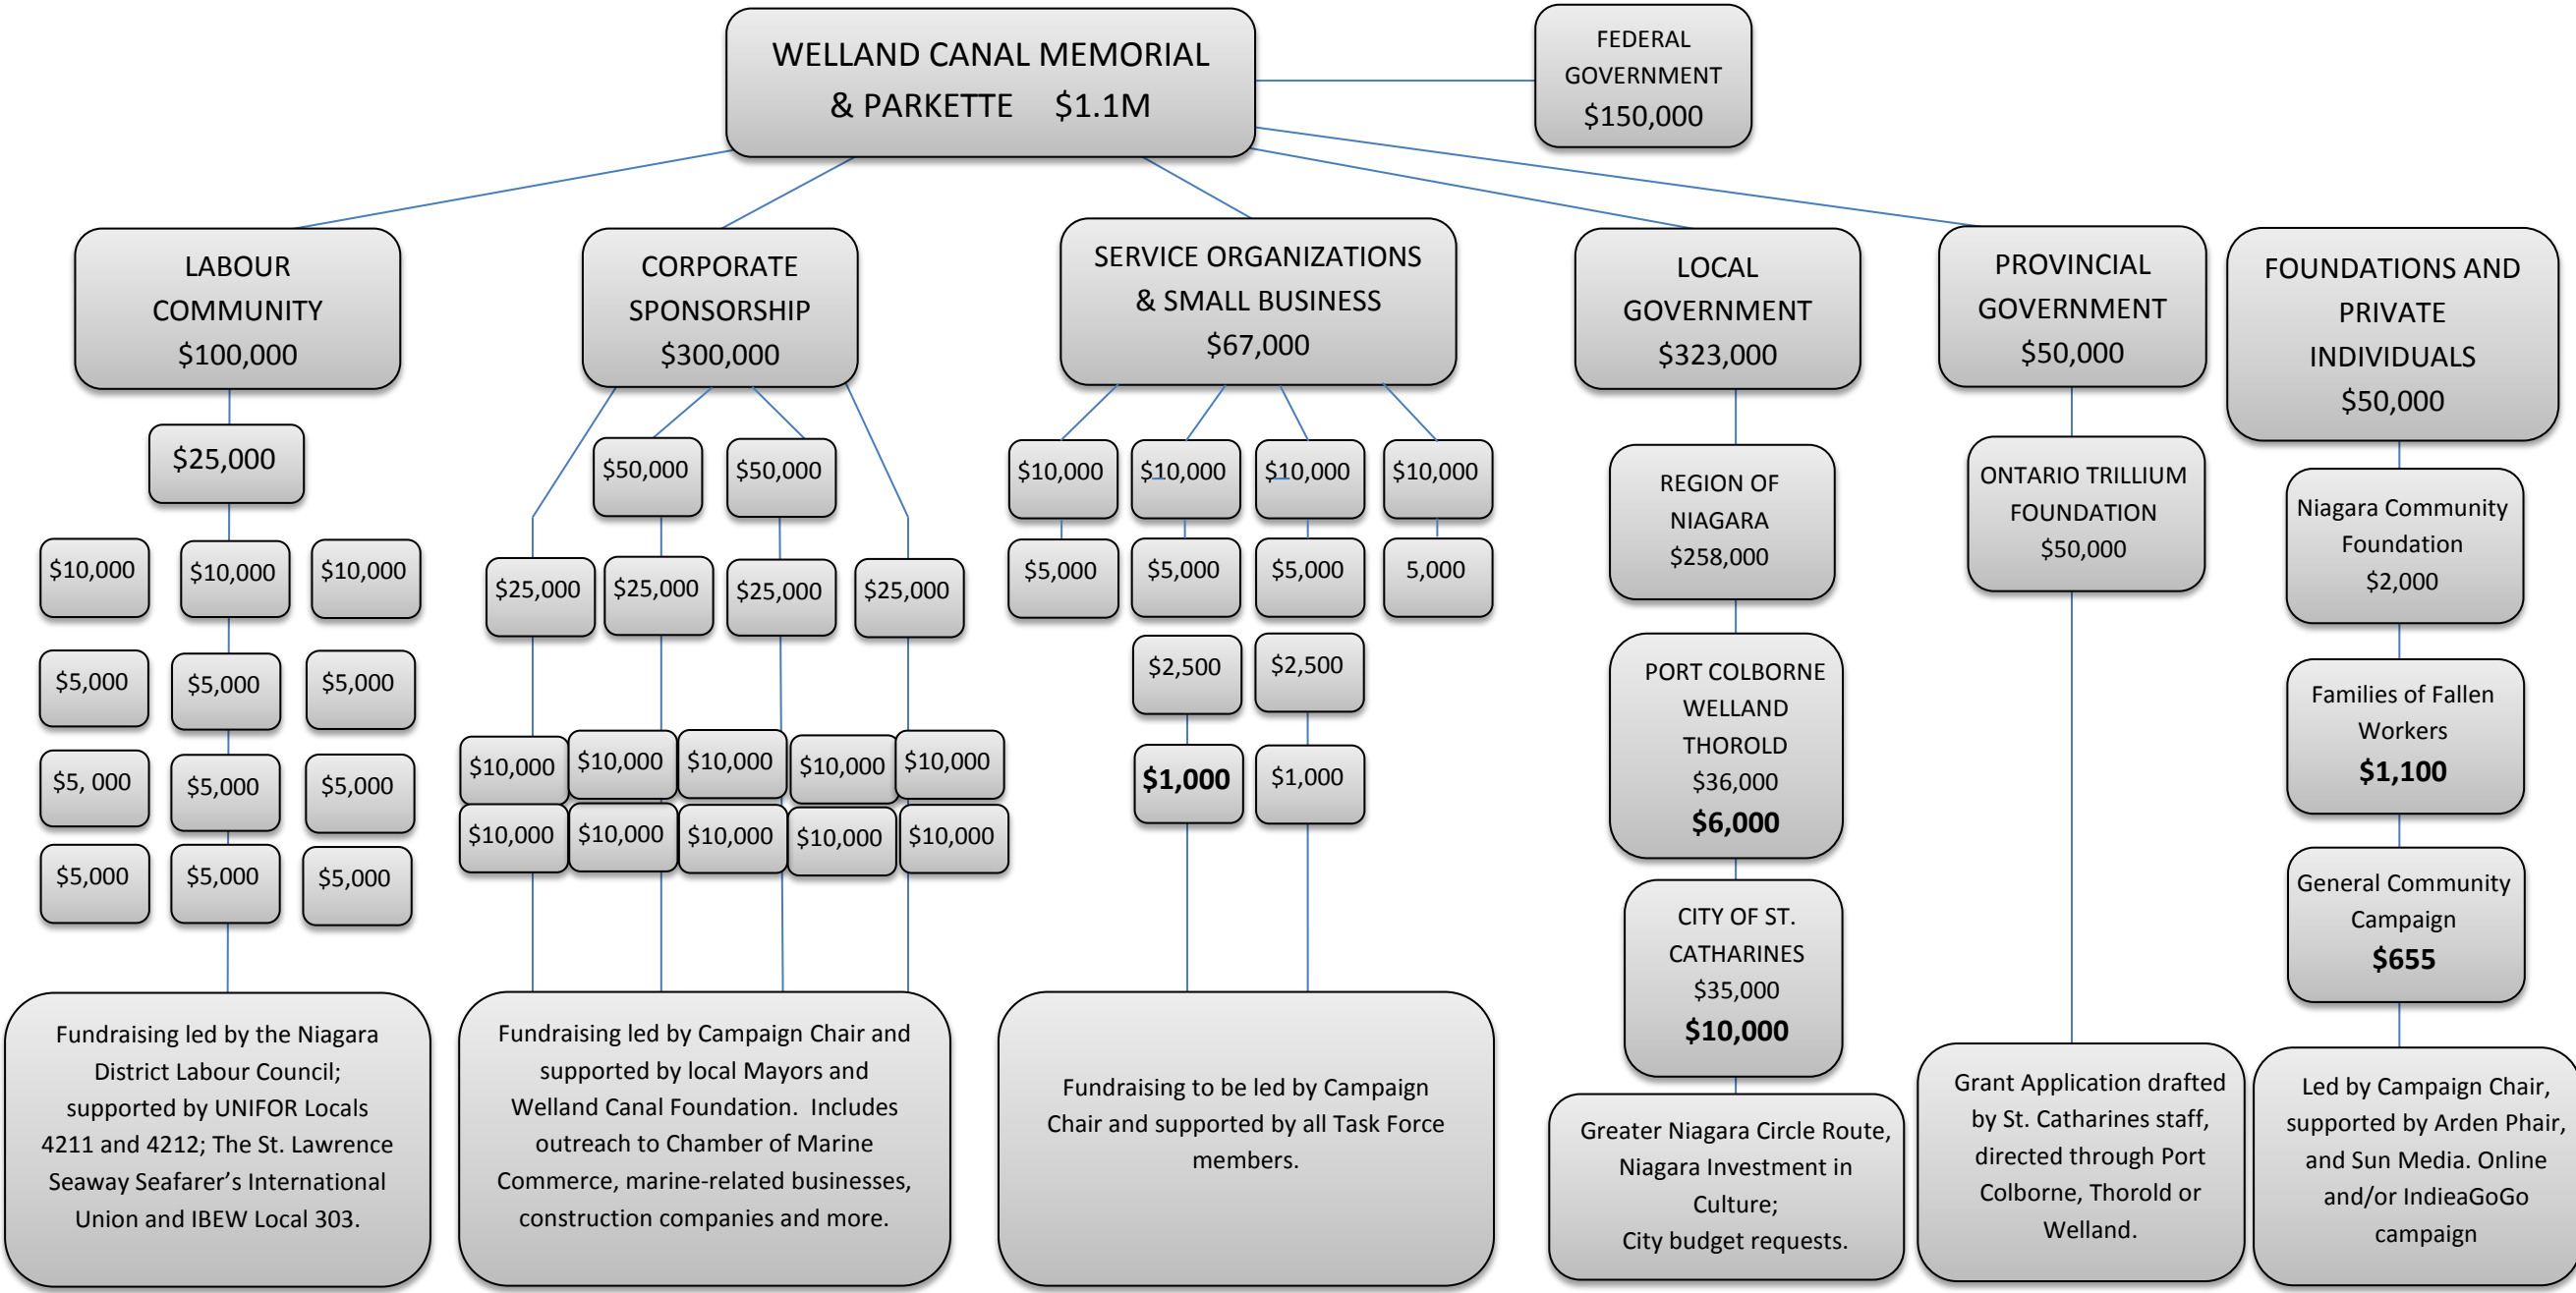 WELLAND CANAL MEMORIAL
& PARKETTE $1.1M
FEDERAL
GOVERNMENT
$150,000
LABOUR
COMMUNITY
$100,000
CORPORATE
SPONSORSHIP
$300,000
SERVICE ORGANIZATIONS
& SMALL BUSINESS
$67,000
LOCAL
GOVERNMENT
$323,000
PROVINCIAL
GOVERNMENT
$50,000
FOUNDATIONS AND
PRIVATE
INDIVIDUALS
$50,000
$25,000
$10,000
$10,000
$10,000
$5,000
$5,000
$5,000
$5, 000
$5,000
$5,000
$5,000
$5,000
$5,000
Fundraising led by the Niagara
District Labour Council;
supported by UNIFOR Locals
4211 and 4212; The St. Lawrence
Seaway Seafarer’s International
Union and IBEW Local 303.
$50,000
$50,000
$25,000
$25,000
$25,000
$25,000
$10,000
$10,000
$10,000
$10,000
$10,000
$10,000
$10,000
$10,000
$10,000
$10,000
Fundraising led by Campaign Chair and
supported by local Mayors and
Welland Canal Foundation. Includes
outreach to Chamber of Marine
Commerce, marine-related businesses,
construction companies and more.
$10,000
$10,000
$10,000
$10,000
$5,000
$5,000
$5,000
5,000
$2,500
$2,500
$1,000
$1,000
Fundraising to be led by Campaign
Chair and supported by all Task Force
members.
REGION OF
NIAGARA
$258,000
PORT COLBORNE
WELLAND
THOROLD
$36,000
$6,000
CITY OF ST.
CATHARINES
$35,000
$10,000
Greater Niagara Circle Route,
Niagara Investment in
Culture;
City budget requests.
ONTARIO TRILLIUM
FOUNDATION
$50,000
Grant Application drafted
by St. Catharines staff,
directed through Port
Colborne, Thorold or
Welland.
Niagara Community
Foundation
$2,000
Families of Fallen
Workers
$1,100
General Community
Campaign
$655
Led by Campaign Chair,
supported by Arden Phair,
and Sun Media. Online
and/or IndieaGoGo
campaign